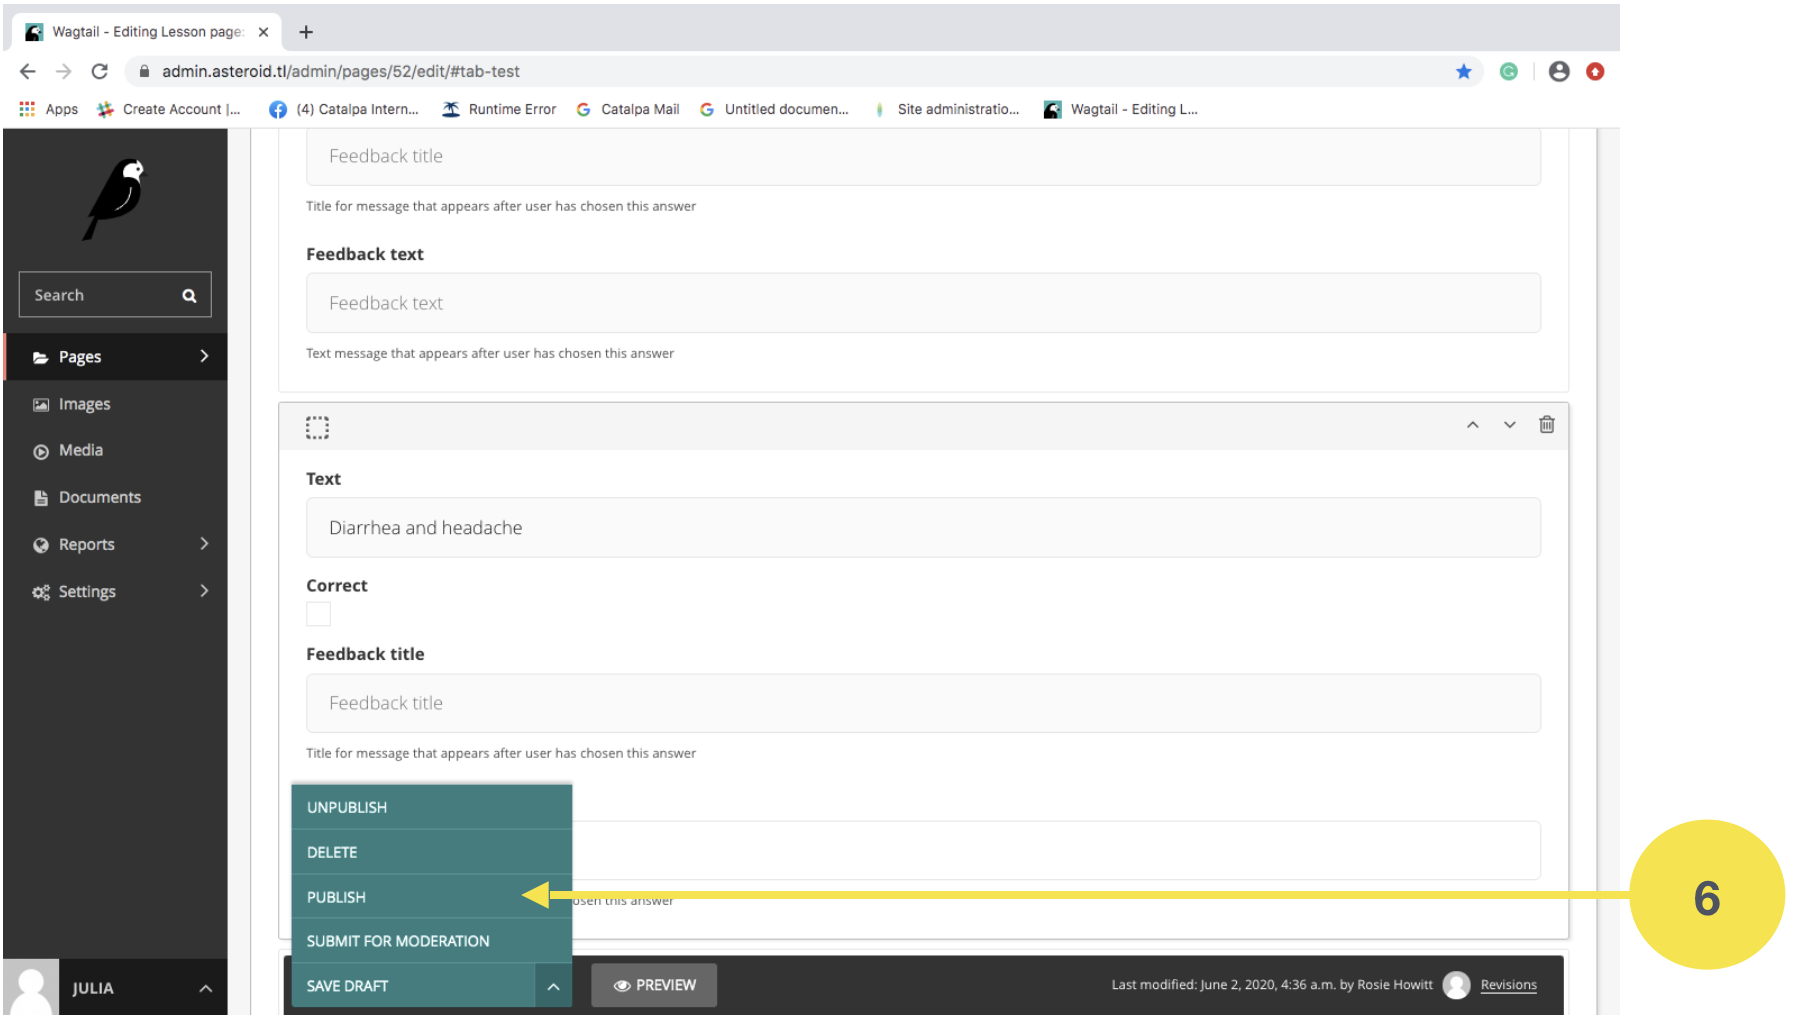 Wagtail - Editing Lesson page:
admin.asteroid.tl/admin/pages/52/edit/#tab-test
Apps
Create Account |...
(4) Catalpa Intern...
Runtime Error
Catalpa Mail
Untitled documen...
Site administratio...
Wagtail - Editing L...
Search
Pages
Images
Media
Documents
Reports
Settings
JULIA
Feedback title
Title for message that appears after user has chosen this answer
Feedback text
Feedback text
Text message that appears after user has chosen this answer
Text
Diarrhea and headache
Correct
Feedback title
Feedback title
Title for message that appears after user has chosen this answer
UNPUBLISH
DELETE
PUBLISH
osen this answer
6
SUBMIT FOR MODERATION
SAVE DRAFT
PREVIEW
Last modified: June 2, 2020, 4:36 a.m. by Rosie Howitt
Revisions